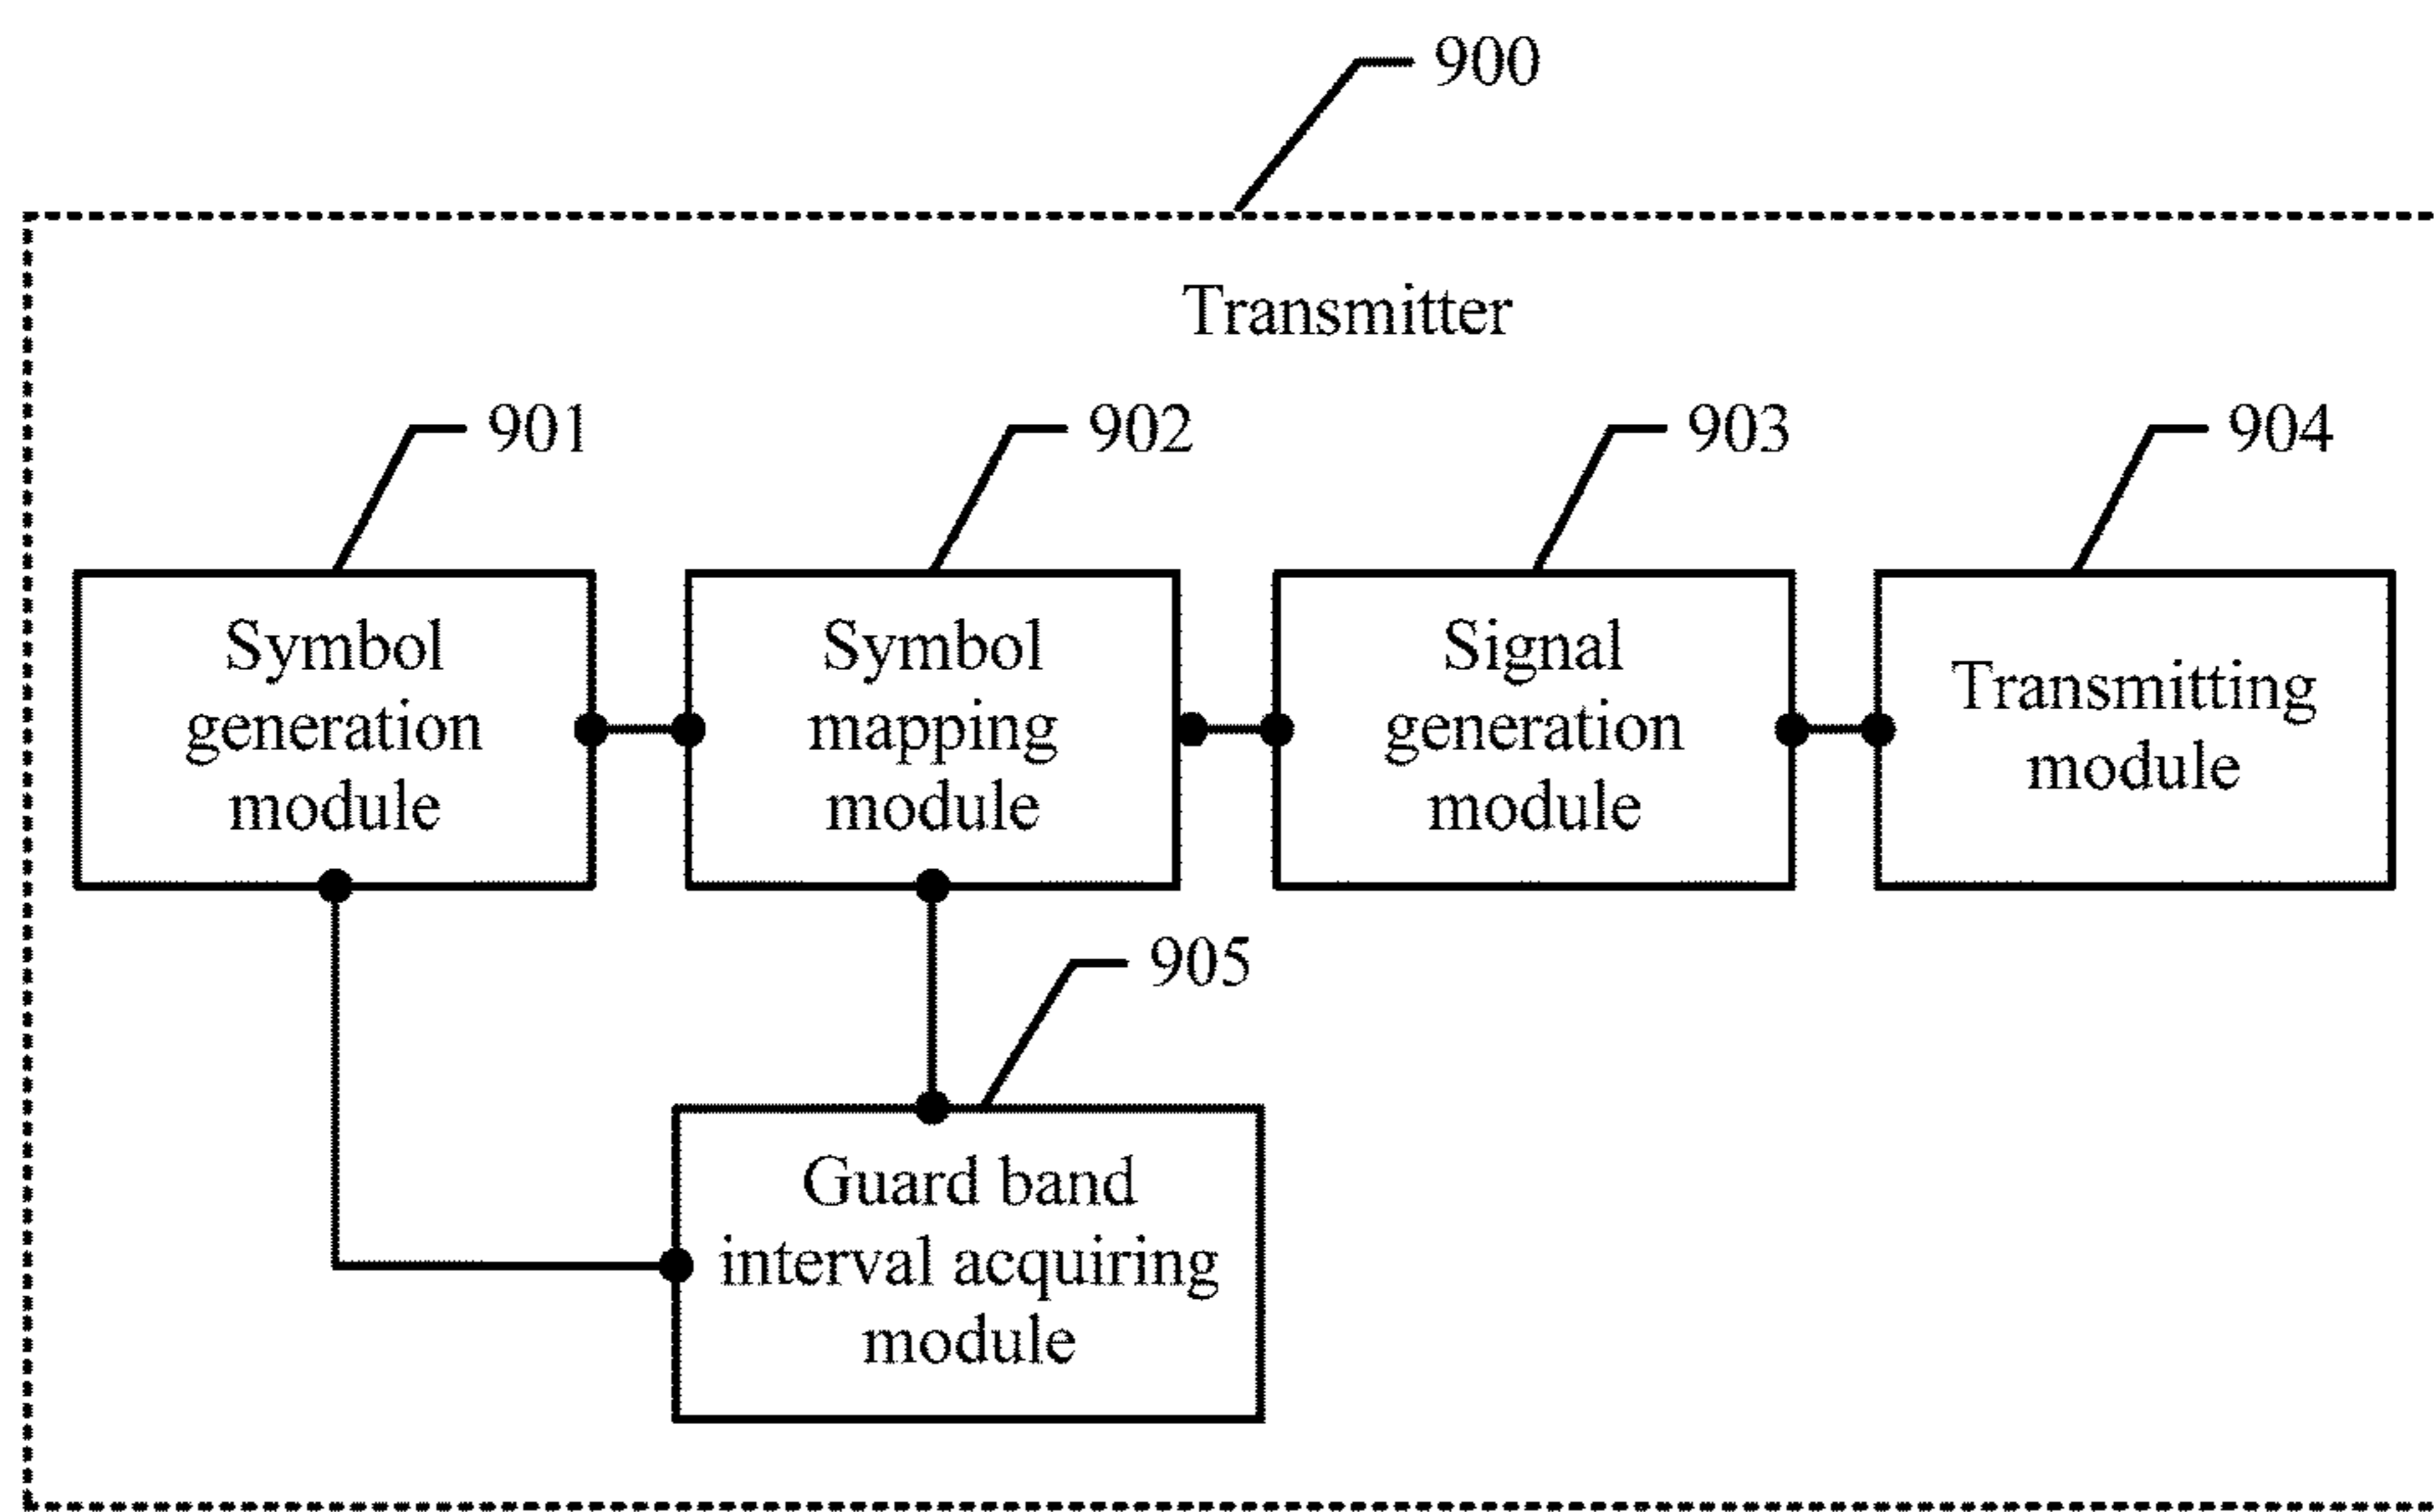 900
Transmitter
901
902
903
904
Symbol
generation
module
Symbol
mapping
module
Signal
generation
module
Transmitting
module
905
Guard band
interval acquiring
module